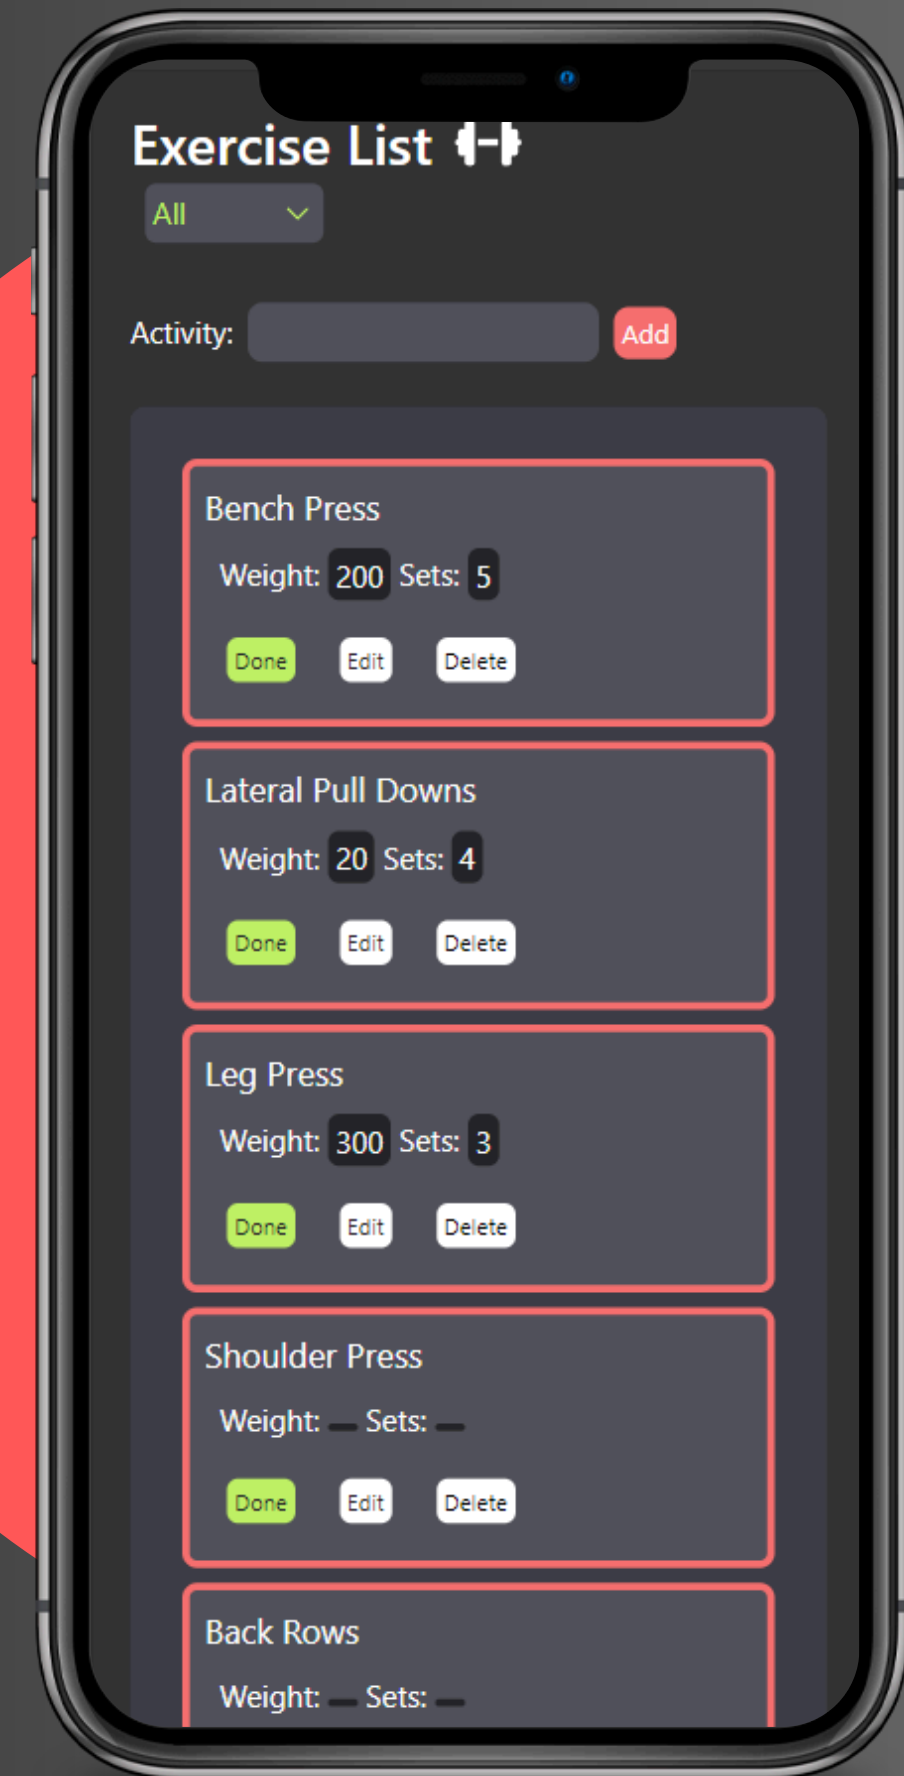 Exercise List
All
Activity: Add
Bench Press
Weight: 200 Sets: 5
Done Edit Delete
Lateral Pull Downs
Weight: 20 Sets: 4
Done Edit Delete
Leg Press
Weight: 300 Sets: 3
Done Edit Delete
Shoulder Press
Weight: Sets:
Done Edit Delete
Back Rows
Weight: Sets: